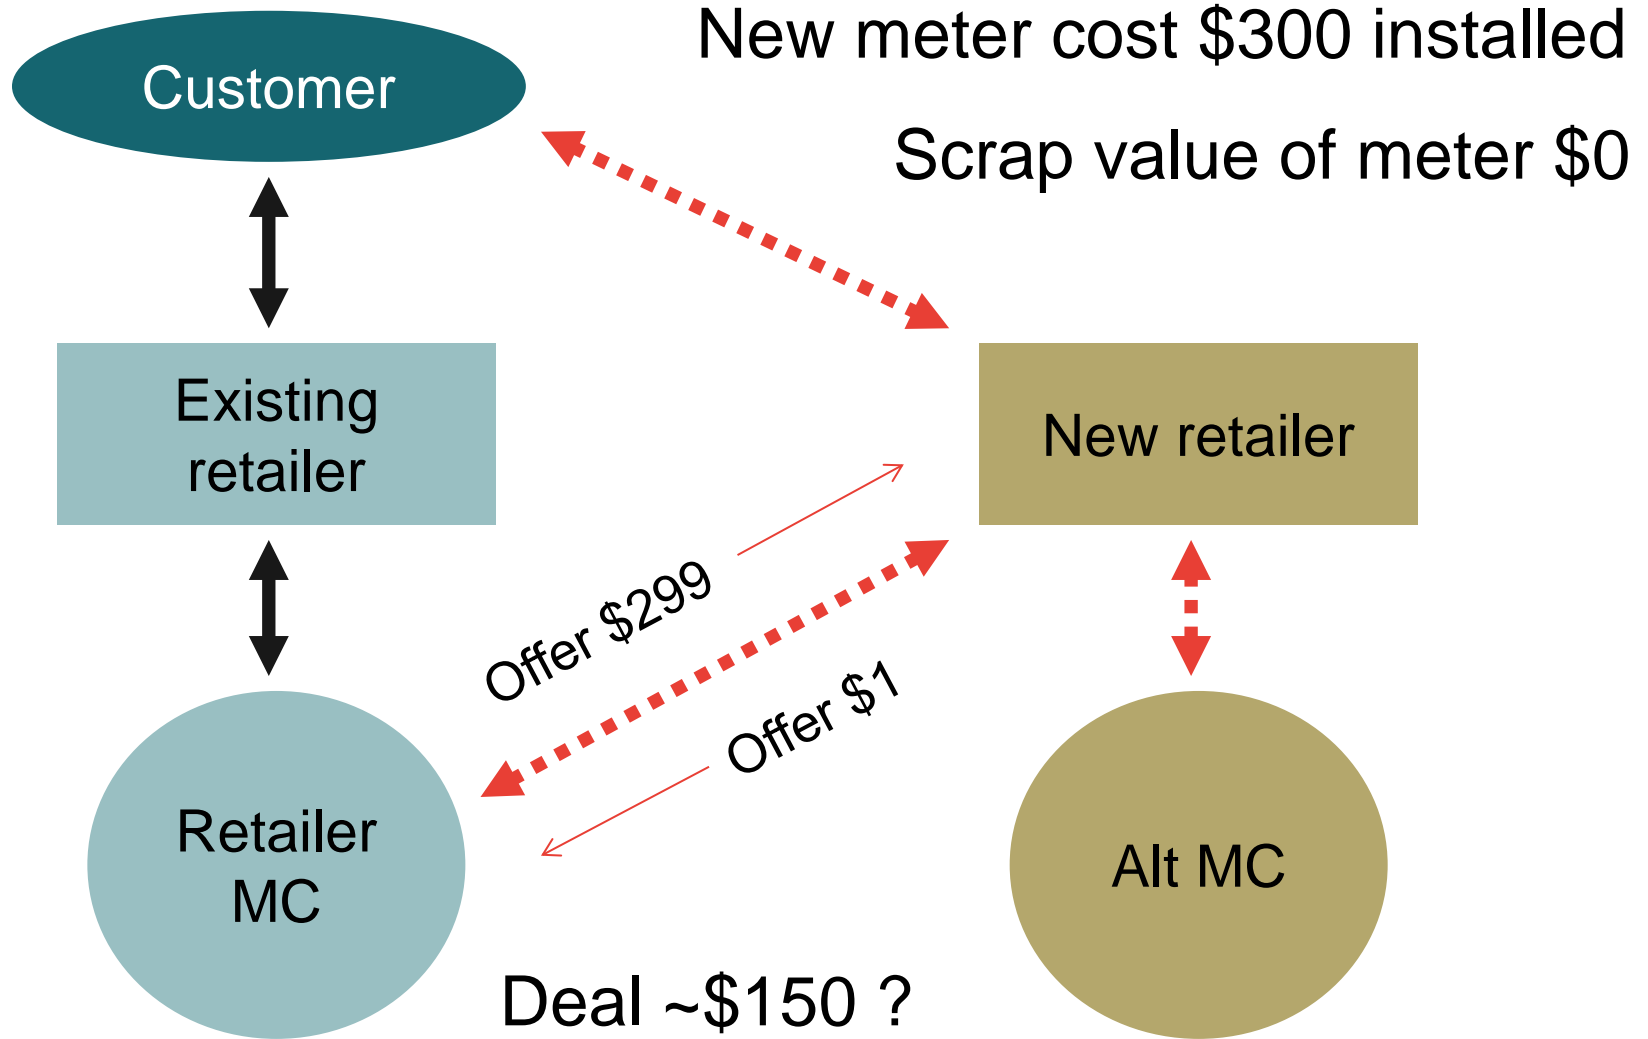 New meter cost $300 installed
Customer
Scrap value of meter $0
Existing
retailer
New retailer
Offer $299
Offer $1
Retailer
MC
Alt MC
Deal ~$150 ?